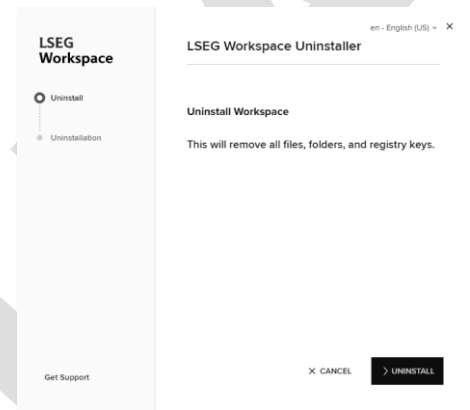 LSEG
Workspace
Uninstall
Uninstallation
Get Support
en - English (US)
LSEG Workspace Uninstaller
Uninstall Workspace
This will remove all files, folders, and registry keys.
CANCEL
UNINSTALL